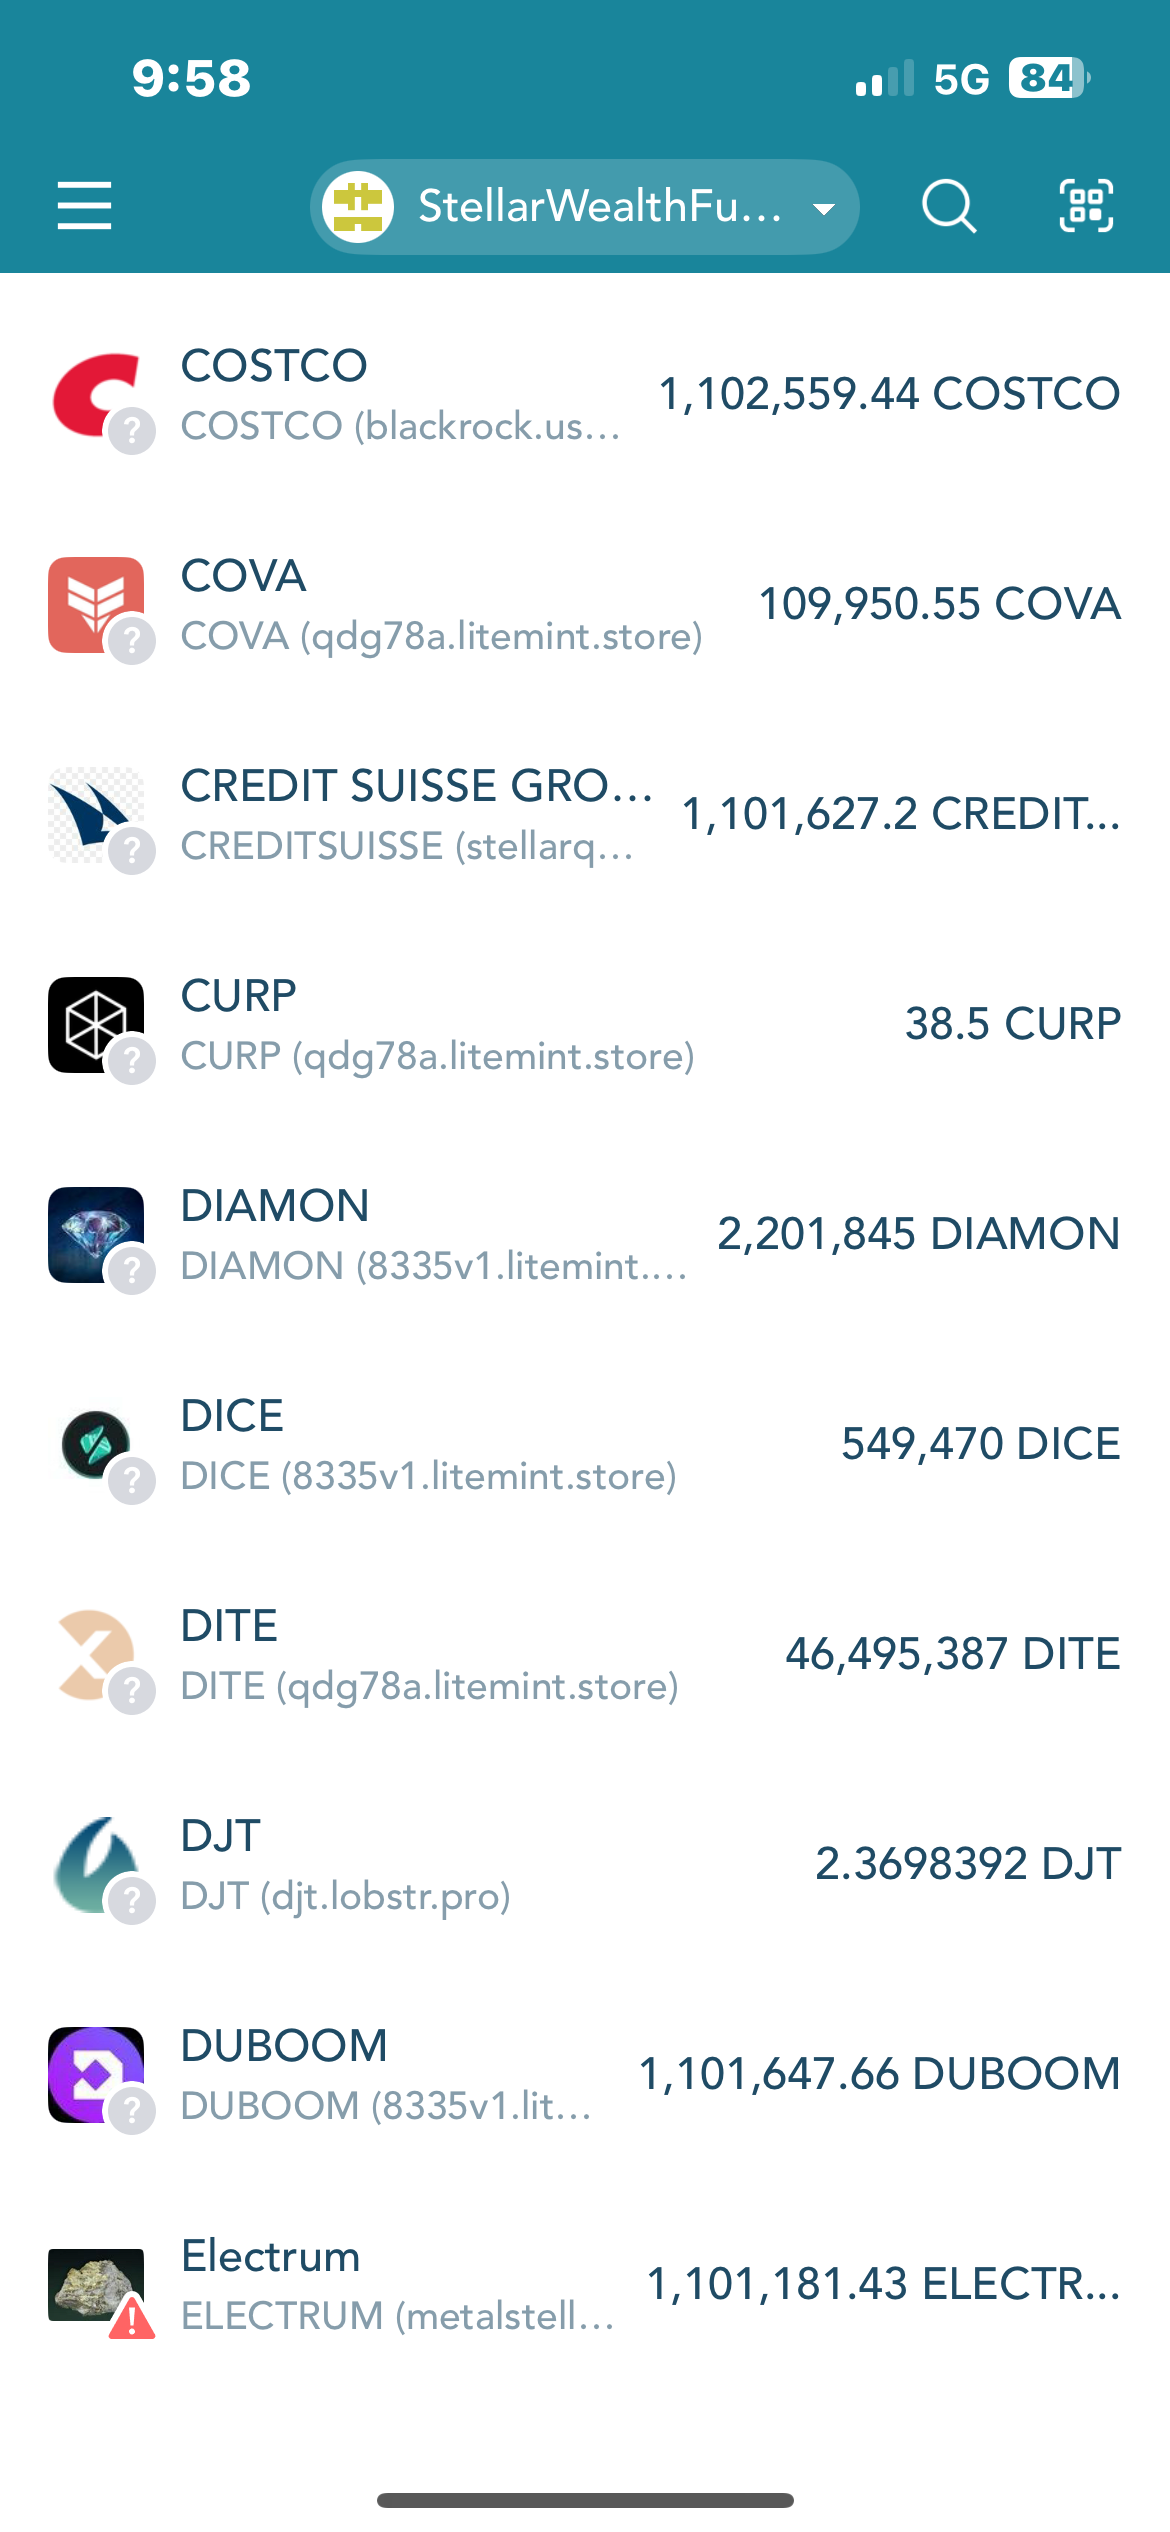 9:58
5G 84
StellarWealthFu...
COSTCO
1,102,559.44 COSTCO
COSTCO (blackrock.us...
COVA
109,950.55 COVA
COVA (qdg78a.litemint.store)
CREDIT SUISSE GRO...
1,101,627.2 CREDIT...
CREDITSUISSE (stellarq...
CURP
38.5 CURP
CURP (qdg78a.litemint.store)
DIAMON
2,201,845 DIAMON
DIAMON (8335v1.litemint....
DICE
549,470 DICE
DICE (8335v1.litemint.store)
DITE
46,495,387 DITE
DITE (qdg78a.litemint.store)
DJT
2.3698392 DJT
DJT (djt.lobstr.pro)
DUBOOM
1,101,647.66 DUBOOM
DUBOOM (8335v1.lit...
Electrum
1,101,181.43 ELECTR...
ELECTRUM (metalstell...